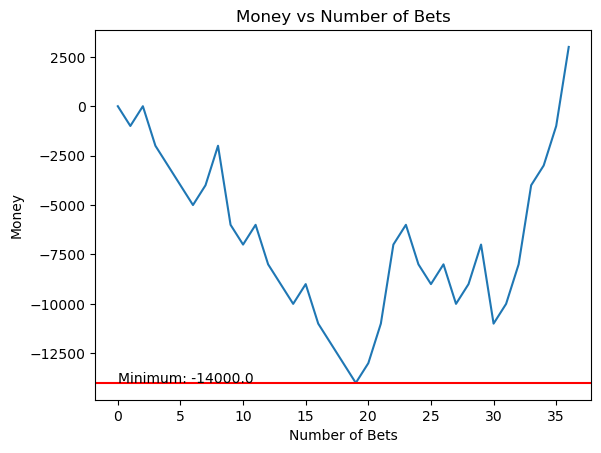 Money vs Number of Bets
2500
0
−2500
−5000
−7500
−10000
−12500
Money
Minimum: -14000.0
0 5 10 15 20 25 30 35
Number of Bets